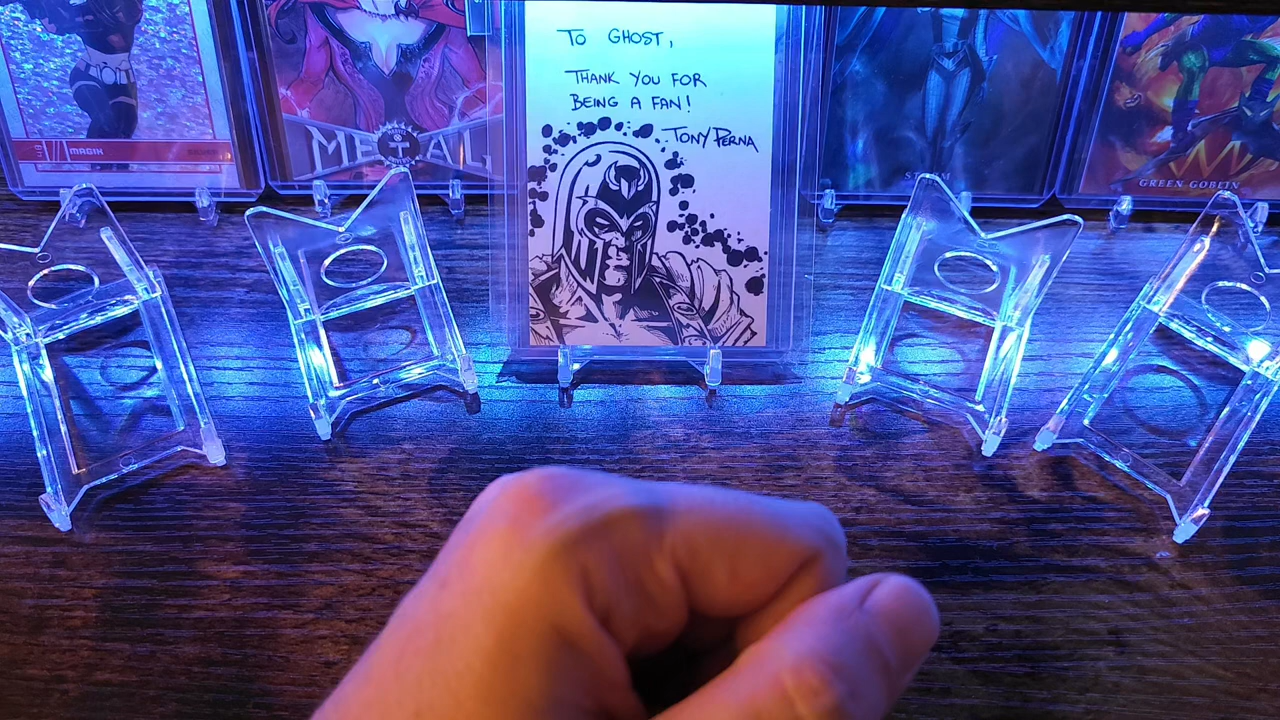 TO GHOST,
THANK YOU FOR
BEING A FAN!
TONY PERNA
MAGIK
METAL
STORM
GREEN GOBLIN